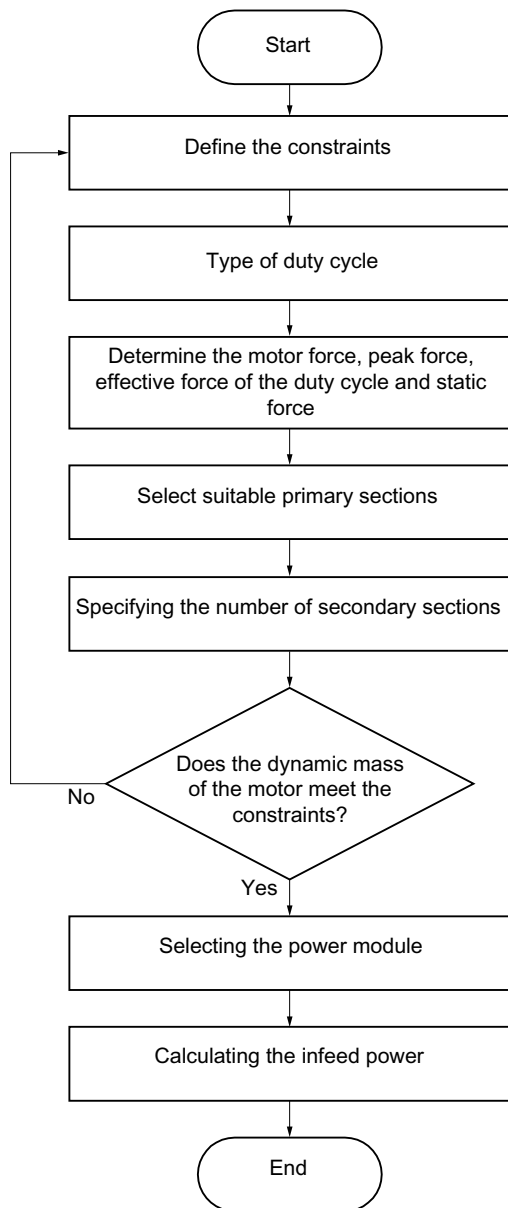 Start
Define the constraints
Type of duty cycle
Determine the motor force, peak force,
effective force of the duty cycle and static
force
Select suitable primary sections
Specifying the number of secondary sections
Does the dynamic mass
of the motor meet the
constraints?
No
Yes
Selecting the power module
Calculating the infeed power
End